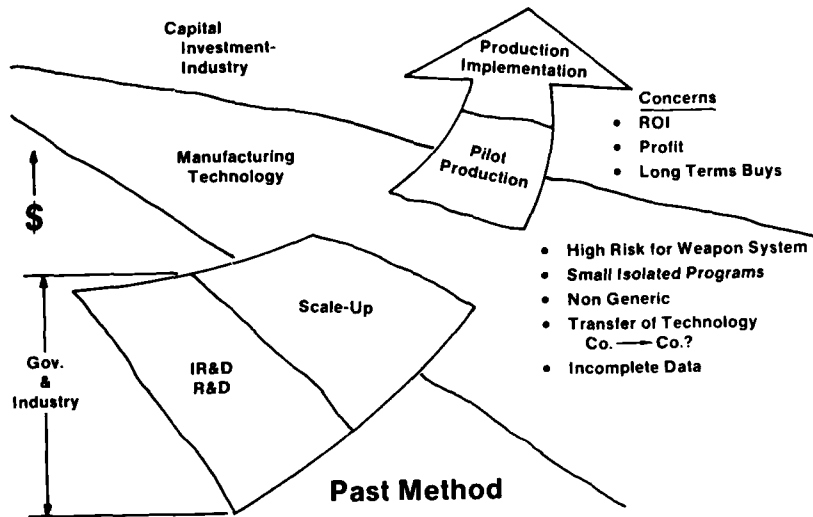 Capital
Investment-
Industry
Production
Implementation
Concerns
• ROI
• Profit
• Long Terms Buys
Manufacturing
Technology
Pilot
Production
$
• High Risk for Weapon System
• Small Isolated Programs
• Non Generic
• Transfer of Technology
Co. → Co.?
• Incomplete Data
Scale-Up
IR&D
R&D
Gov.
&
Industry
Past Method